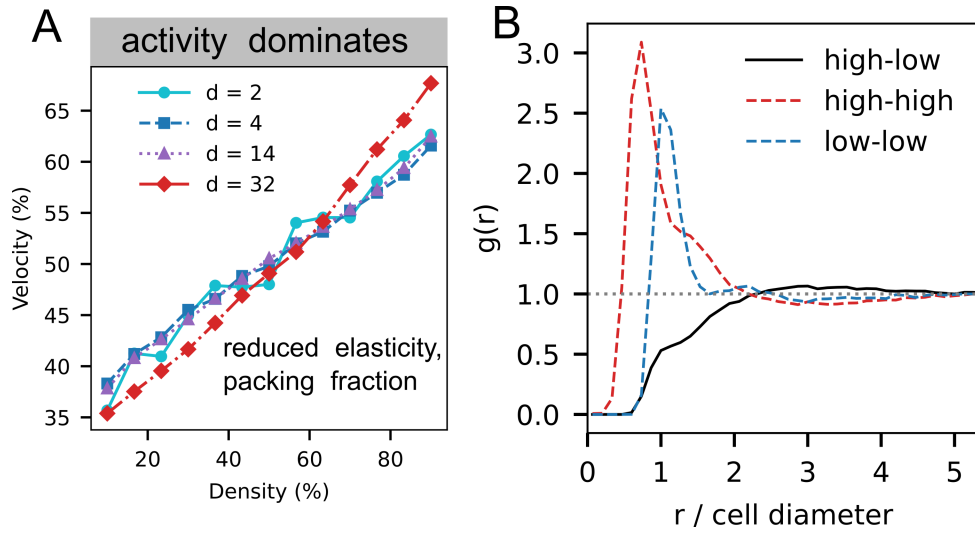 A
activity dominates
d = 2
d = 4
d = 14
d = 32
reduced elasticity,
packing fraction
65
60
55
50
45
40
35
Velocity (%)
20
40
60
80
Density (%)
B
high-low
high-high
low-low
3.0
2.5
2.0
1.5
1.0
0.5
0.0
g(r)
0
1
2
3
4
5
r / cell diameter